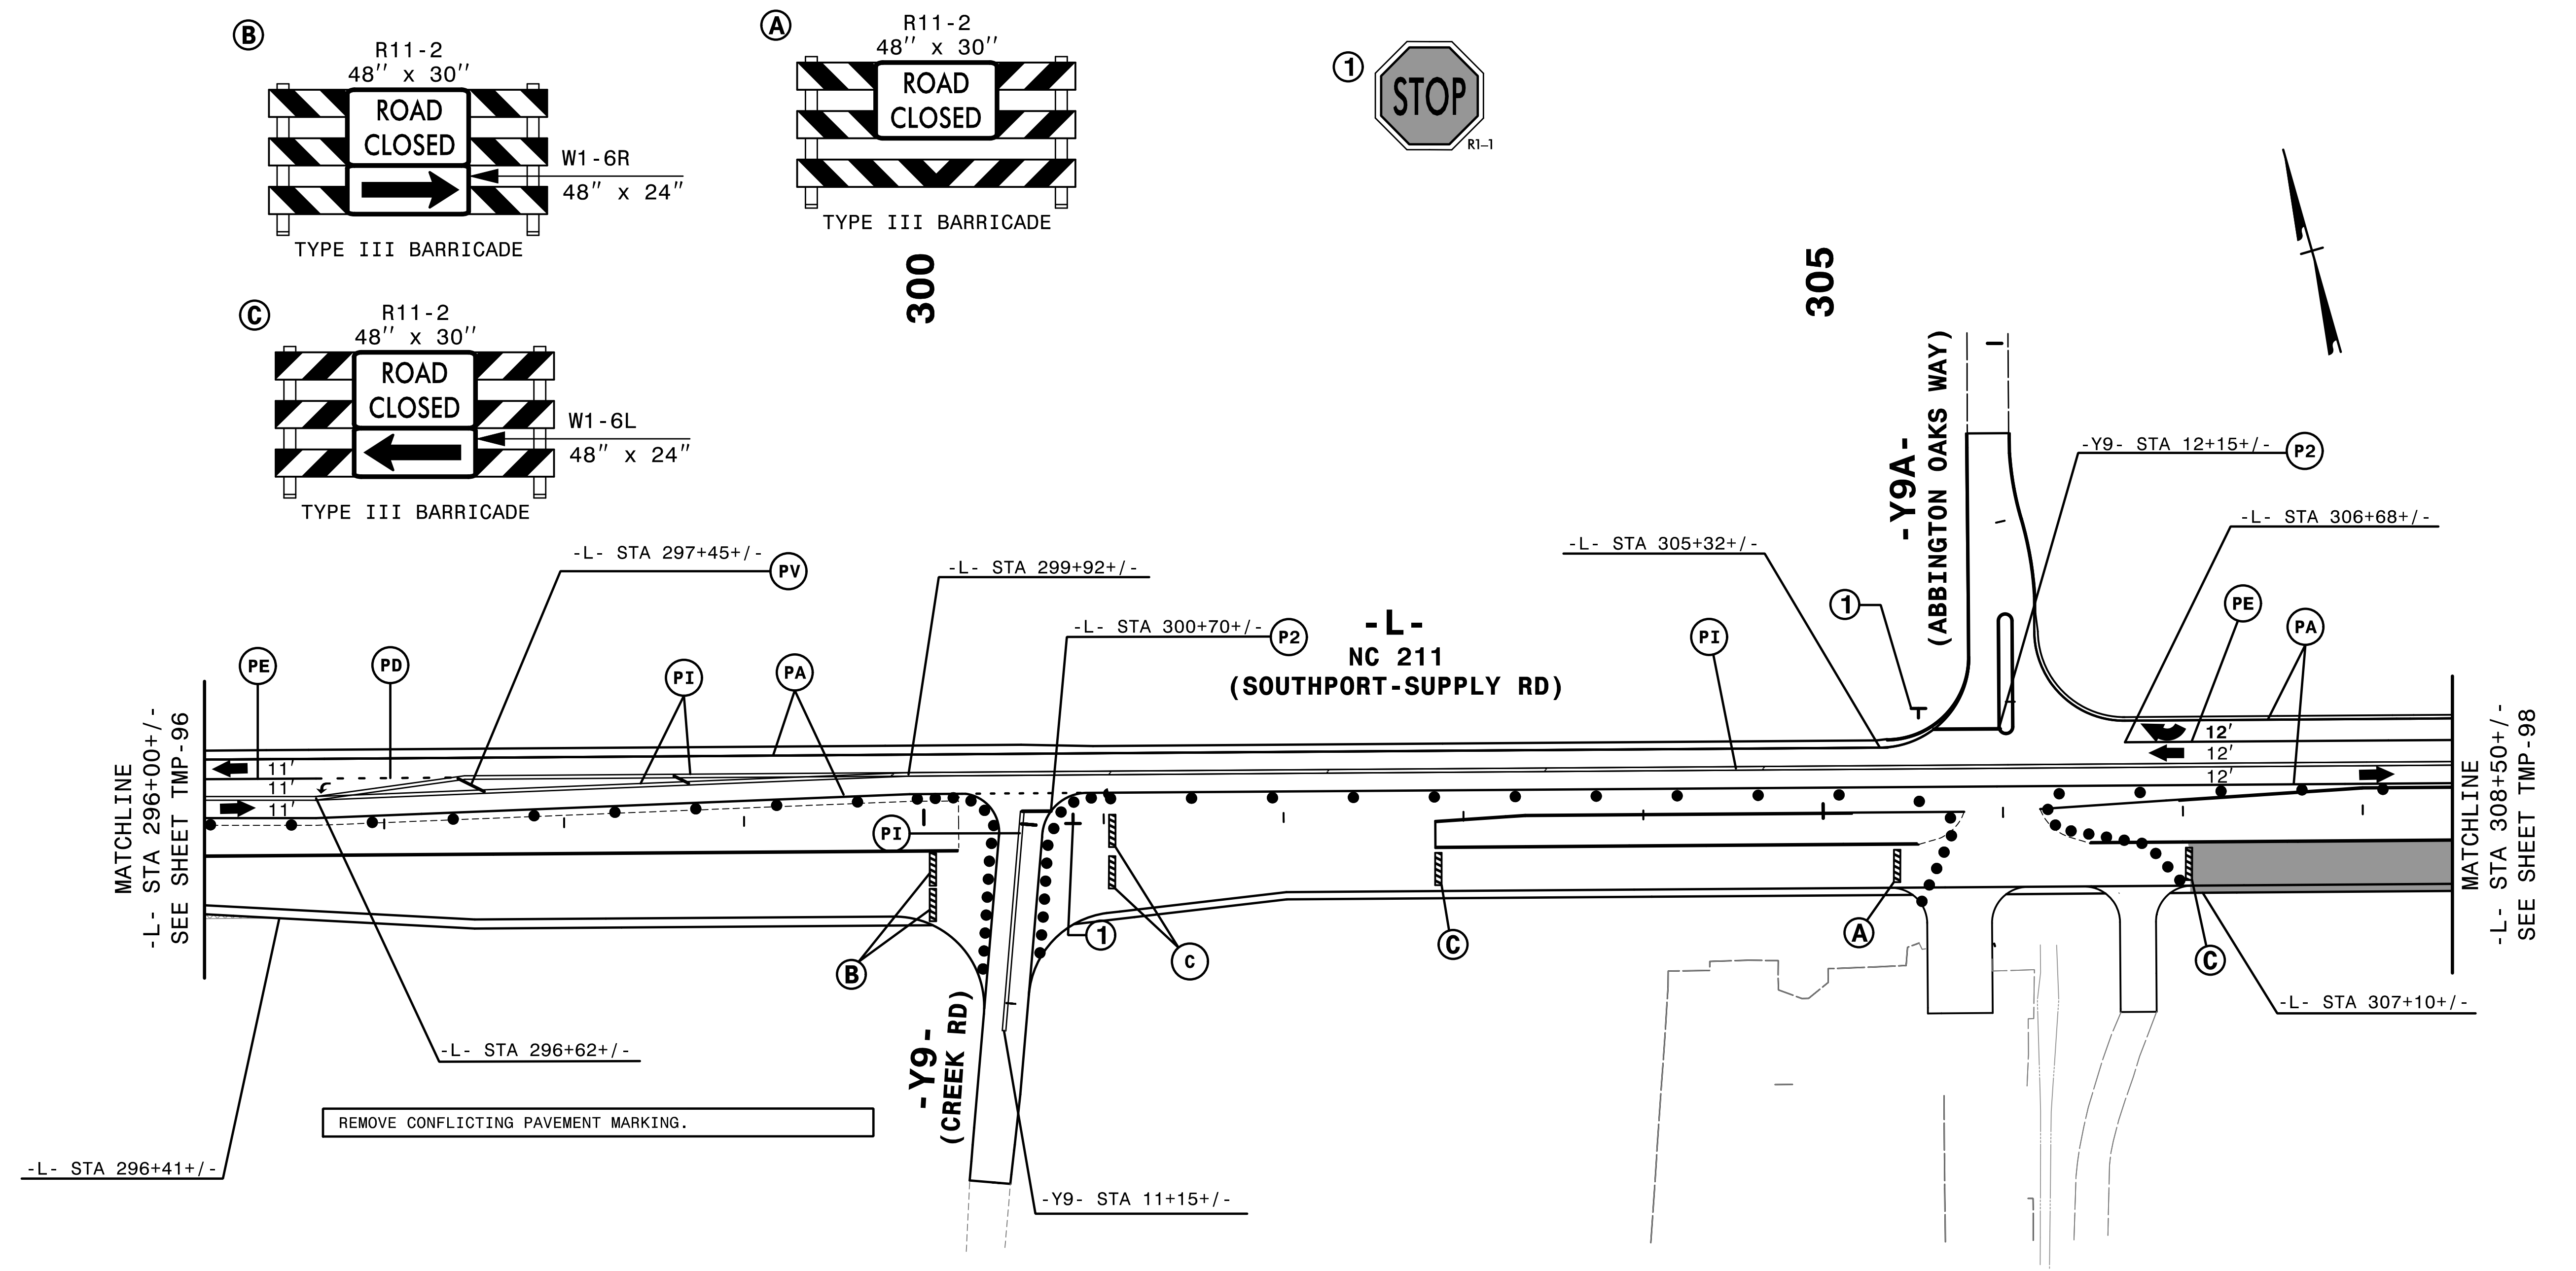 B
R11-2
48" x 30"
ROAD
CLOSED
W1-6R
48" x 24"
TYPE III BARRICADE
A
R11-2
48" x 30"
ROAD
CLOSED
TYPE III BARRICADE
1
STOP
R1-1
C
R11-2
48" x 30"
ROAD
CLOSED
W1-6L
48" x 24"
TYPE III BARRICADE
300
305
-Y9A-
(ABBINGTON OAKS WAY)
-Y9- STA 12+15+/-
P2
-L- STA 306+68+/-
-L- STA 297+45+/-
PV
-L- STA 299+92+/-
-L- STA 305+32+/-
1
PE
PA
-L- STA 300+70+/-
P2
-L-
NC 211
(SOUTHPORT-SUPPLY RD)
PI
PE
PD
PI
PA
MATCHLINE
-L- STA 296+00+/-
SEE SHEET TMP-96
11'
11'
11'
12'
12'
12'
MATCHLINE
-L- STA 308+50+/-
SEE SHEET TMP-98
PI
B
1
C
C
A
C
-L- STA 307+10+/-
-L- STA 296+62+/-
-Y9-
(CREEK RD)
REMOVE CONFLICTING PAVEMENT MARKING.
-L- STA 296+41+/-
-Y9- STA 11+15+/-